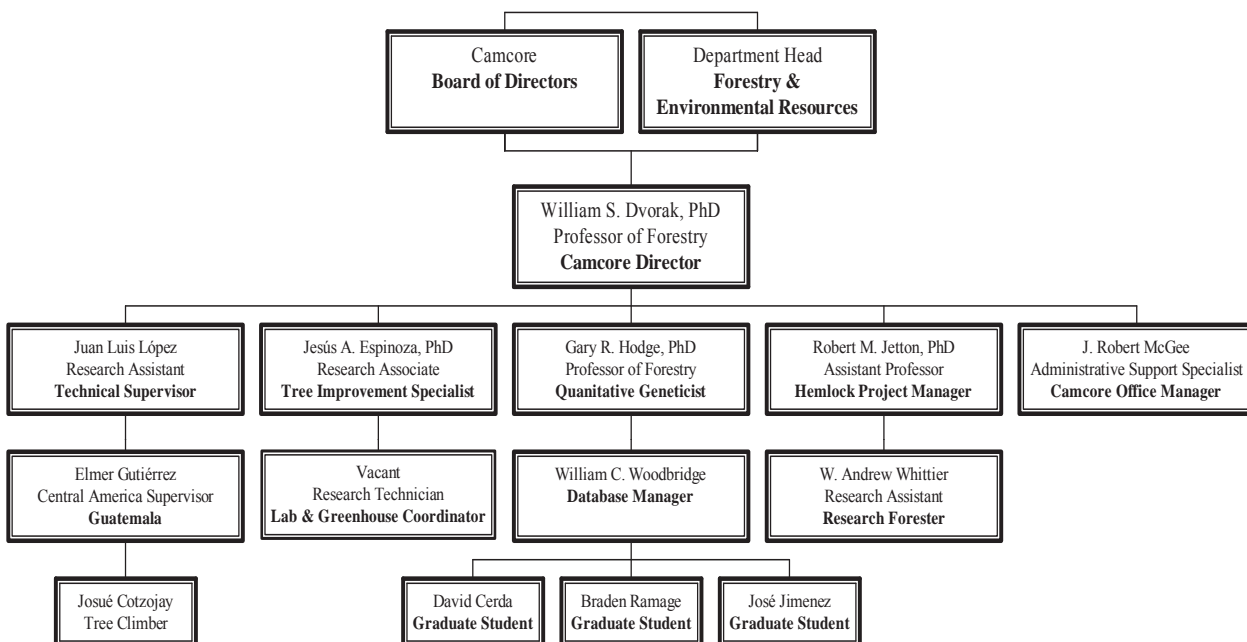 Camcore
Board of Directors
Department Head
Forestry &
Environmental Resources
William S. Dvorak, PhD
Professor of Forestry
Camcore Director
Juan Luis López
Research Assistant
Technical Supervisor
Jesús A. Espinoza, PhD
Research Associate
Tree Improvement Specialist
Gary R. Hodge, PhD
Professor of Forestry
Quanitative Geneticist
Robert M. Jetton, PhD
Assistant Professor
Hemlock Project Manager
J. Robert McGee
Administrative Support Specialist
Camcore Office Manager
Elmer Gutiérrez
Central America Supervisor
Guatemala
Vacant
Research Technician
Lab & Greenhouse Coordinator
William C. Woodbridge
Database Manager
W. Andrew Whittier
Research Assistant
Research Forester
Josué Cotzojay
Tree Climber
David Cerda
Graduate Student
Braden Ramage
Graduate Student
José Jimenez
Graduate Student